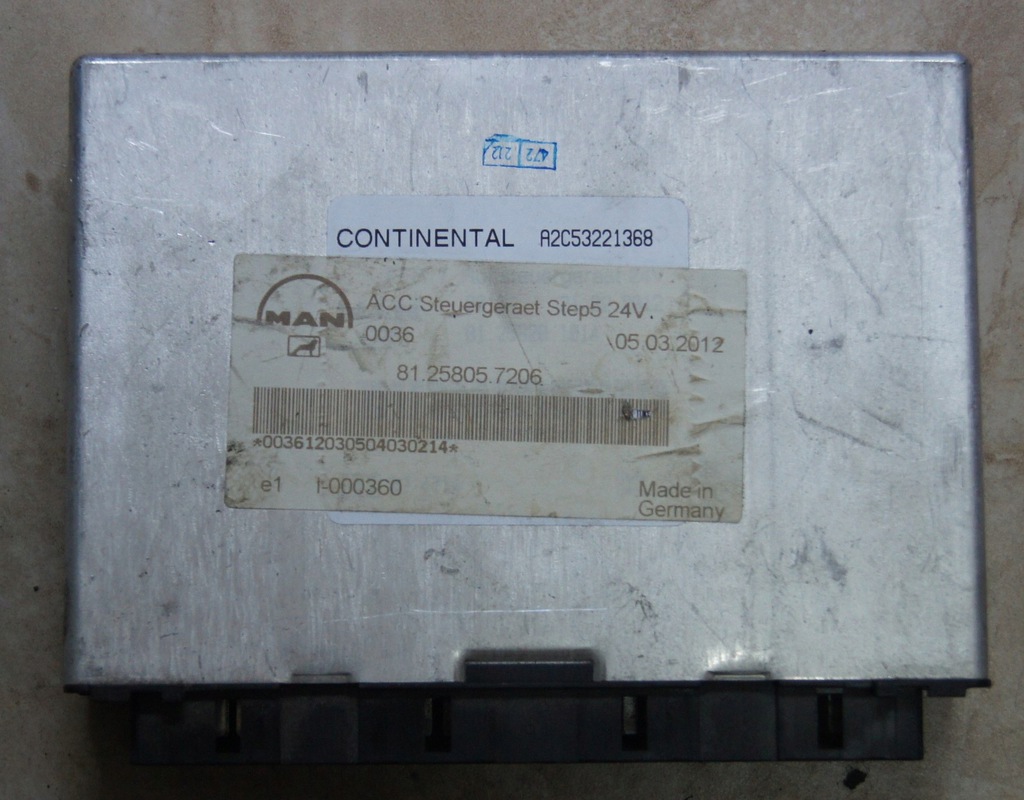 212 472
CONTINENTAL A2C53221368
MAN
ACC Steuergeraet Step5 24V.
0036
05.03.2012
81.25805.7206
*003612030504030214*
e1 I-000360
Made in
Germany